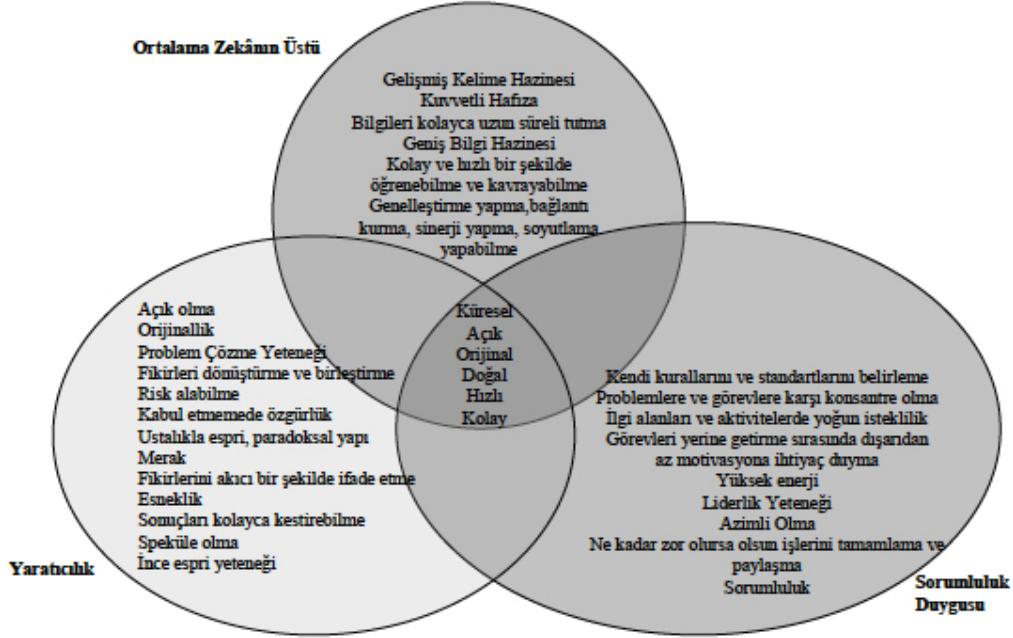 Ortalama Zekânın Üstü
Gelişmiş Kelime Hazinesi
Kuvvetli Hafıza
Bilgileri kolayca uzun süreli tutma
Geniş Bilgi Hazinesi
Kolay ve hızlı bir şekilde
öğrenebilme ve kavrayabilme
Genelleştirme yapma,bağlantı
kurma, sinerji yapma, soyutlama
yapabilme
Açık olma
Orijinallik
Problem Çözme Yeteneği
Fikirleri dönüştürme ve birleştirme
Risk alabilme
Kabul etmemede özgürlük
Ustalıkla espri, paradoksal yapı
Merak
Fikirlerini akıcı bir şekilde ifade etme
Esneklik
Sonuçları kolayca kestirebilme
Speküle olma
İnce espri yeteneği
Yaratıcılık
Küresel
Açık
Orijinal
Doğal
Hızlı
Kolay
Kendi kurallarını ve standartlarını belirleme
Problemlere ve görevlere karşı konsantre olma
İlgi alanları ve aktivitelerde yoğun isteklilik
Görevleri yerine getirme sırasında dışarıdan
az motivasyona ihtiyaç duyma
Yüksek enerji
Liderlik Yeteneği
Azimli Olma
Ne kadar zor olursa olsun işlerini tamamlama ve
paylaşma
Sorumluluk
Sorumluluk
Duygusu